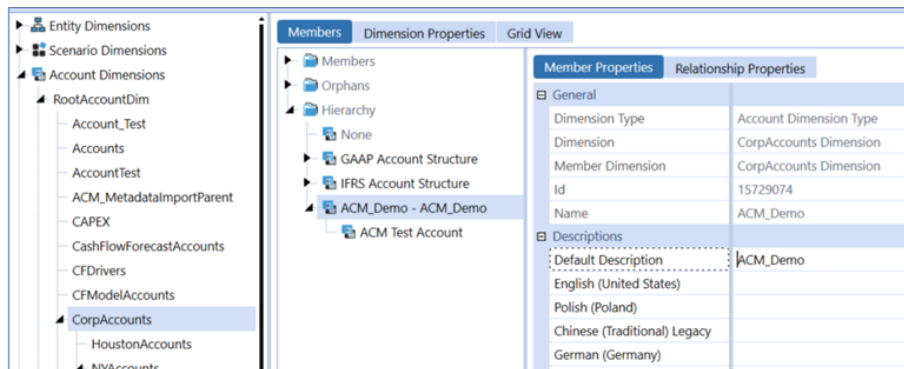 Entity Dimensions
Scenario Dimensions
Account Dimensions
RootAccountDim
Account_Test
Accounts
AccountTest
ACM_MetadataImportParent
CAPEX
CashFlowForecastAccounts
CFDrivers
CFModelAccounts
CorpAccounts
HoustonAccounts
NYAccounts
Members Dimension Properties Grid View
Members
Orphans
Hierarchy
None
GAAP Account Structure
IFRS Account Structure
ACM_Demo - ACM_Demo
ACM Test Account
Member Properties Relationship Properties
General
Dimension Type Account Dimension Type
Dimension CorpAccounts Dimension
Member Dimension CorpAccounts Dimension
Id 15729074
Name ACM_Demo
Descriptions
Default Description ACM_Demo
English (United States)
Polish (Poland)
Chinese (Traditional) Legacy
German (Germany)